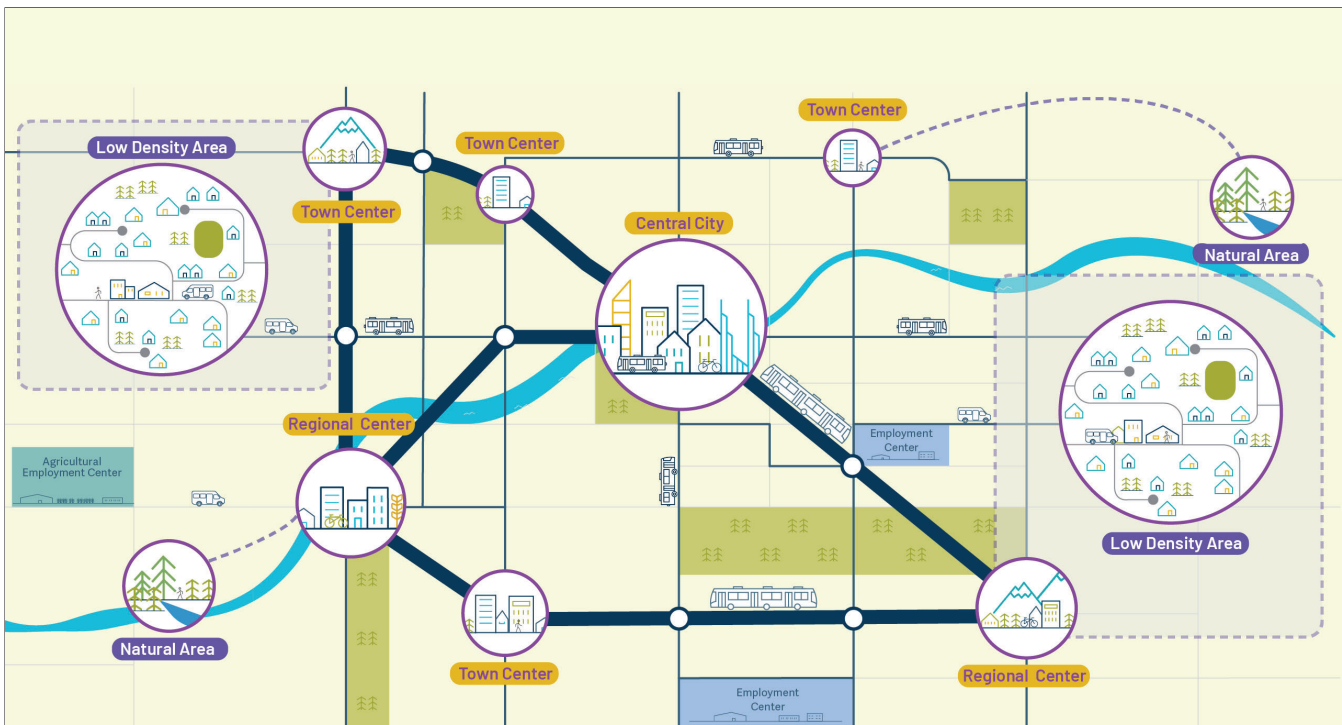 Town Center
Town Center
Low Density Area
Town Center
Central City
Natural Area
Regional Center
Employment
Center
Agricultural
Employment Center
Low Density Area
Natural Area
Town Center
Regional Center
Employment
Center